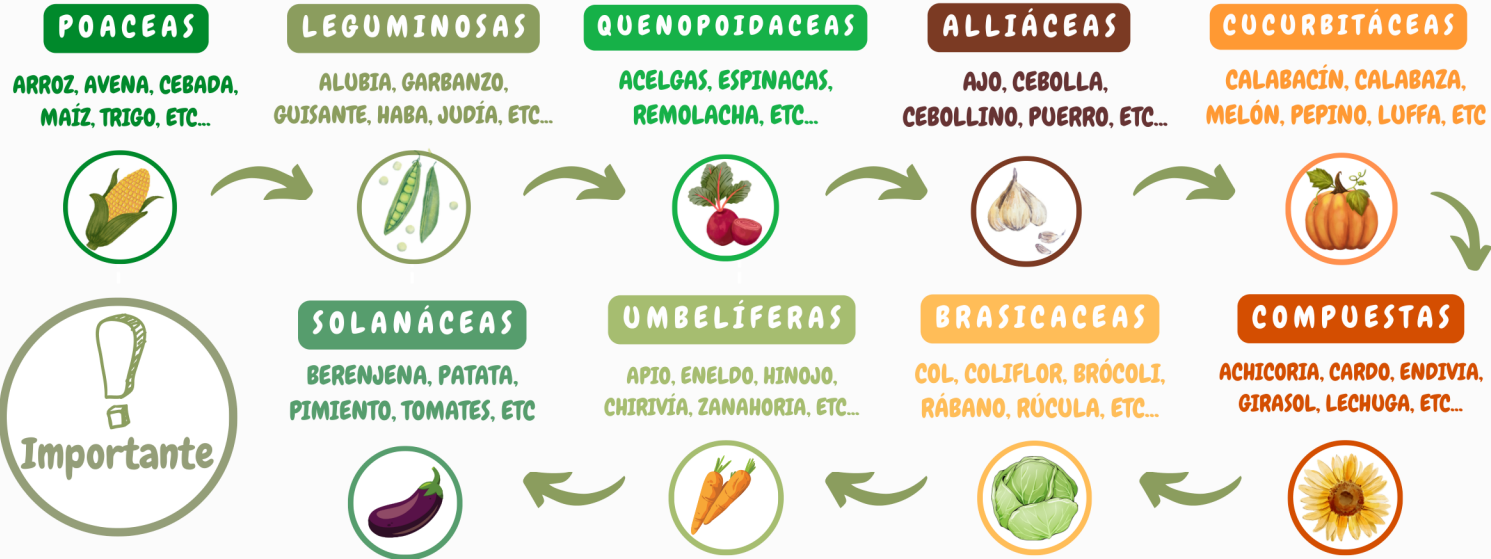 POACEAS
ARROZ, AVENA, CEBADA,
MAÍZ, TRIGO, ETC...
LEGUMINOSAS
ALUBIA, GARBANZO,
GUISANTE, HABA, JUDÍA, ETC...
QUENOPOIDACEAS
ACELGAS, ESPINACAS,
REMOLACHA, ETC...
ALLIÁCEAS
AJO, CEBOLLA,
CEBOLLINO, PUERRO, ETC...
CUCURBITÁCEAS
CALABACÍN, CALABAZA,
MELÓN, PEPINO, LUFFA, ETC
COMPUESTAS
ACHICORIA, CARDO, ENDIVIA,
GIRASOL, LECHUGA, ETC...
BRASICACEAS
COL, COLIFLOR, BRÓCOLI,
RÁBANO, RÚCULA, ETC...
UMBELÍFERAS
APIO, ENELDO, HINOJO,
CHIRIVÍA, ZANAHORIA, ETC...
SOLANÁCEAS
BERENJENA, PATATA,
PIMIENTO, TOMATES, ETC
!
Importante